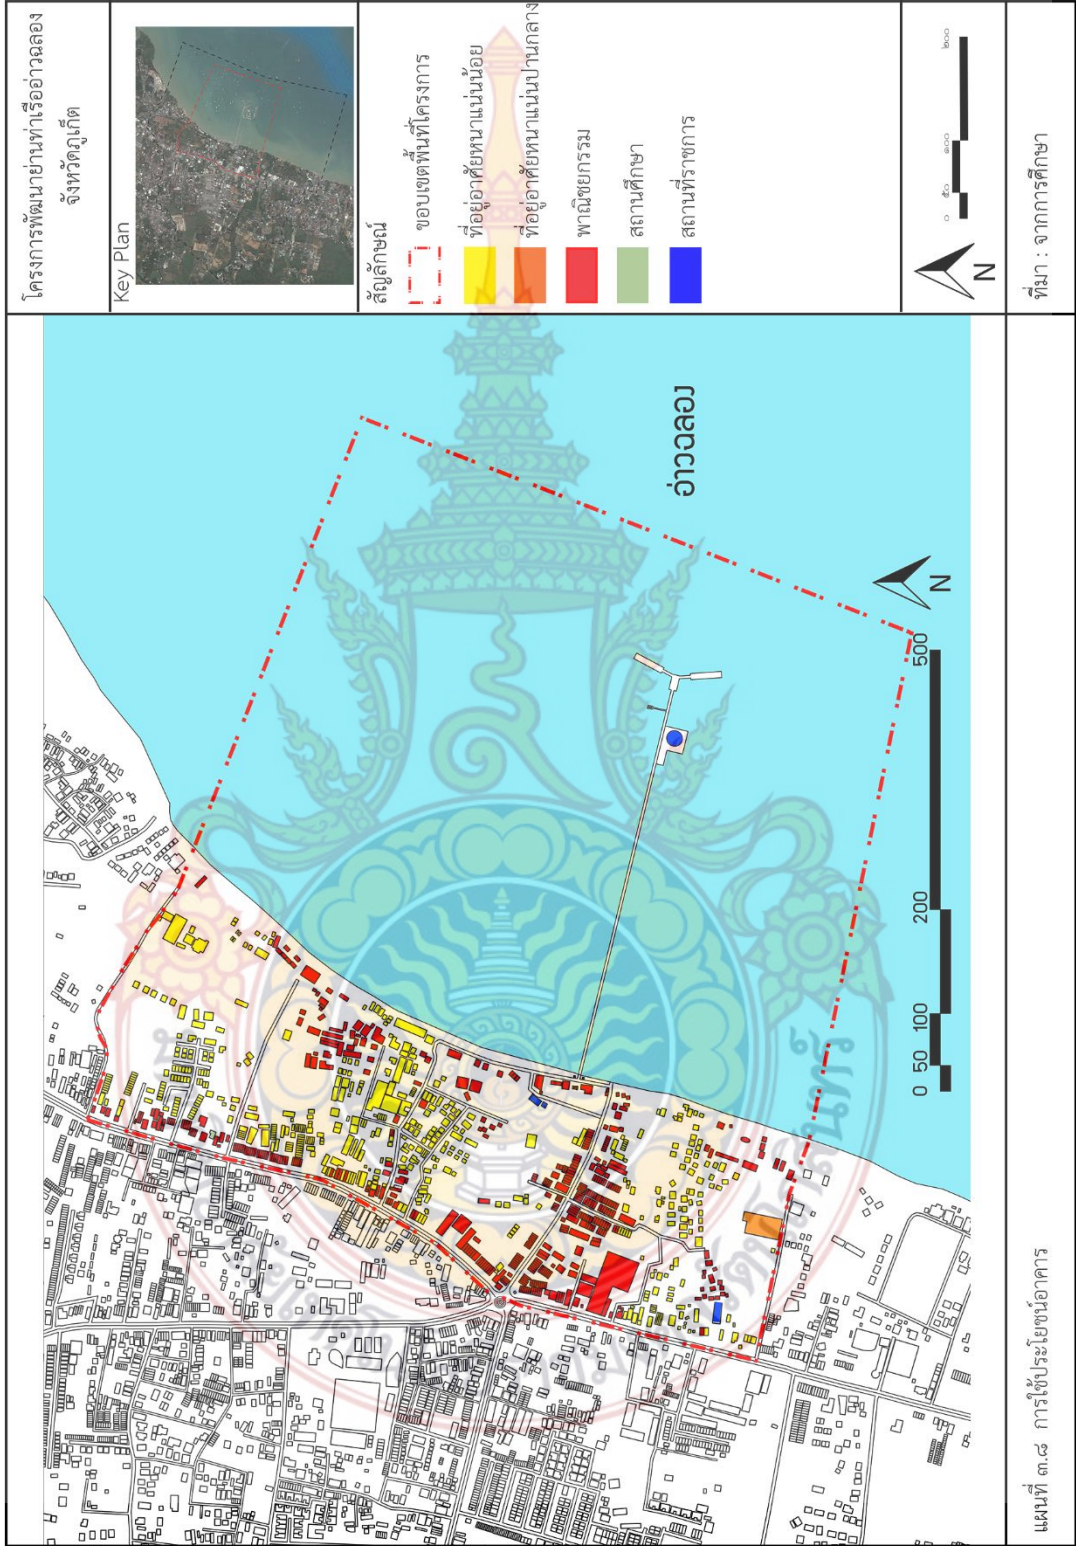 โครงการพัฒนาย่านท่าเรืออ่าวฉลอง
จังหวัดภูเก็ต
Key Plan
สัญลักษณ์
ขอบเขตพื้นที่โครงการ
ที่อยู่อาศัยหนาแน่นน้อย
ที่อยู่อาศัยหนาแน่นปานกลาง
พาณิชยกรรม
สถานศึกษา
สถานที่ราชการ
๐ ๕๐ ๑๐๐ ๒๐๐
N
ที่มา : จากการศึกษา
อ่าวฉลอง
N
0 50 100 200 500
แผนที่ ๓.๘ การใช้ประโยชน์อาคาร